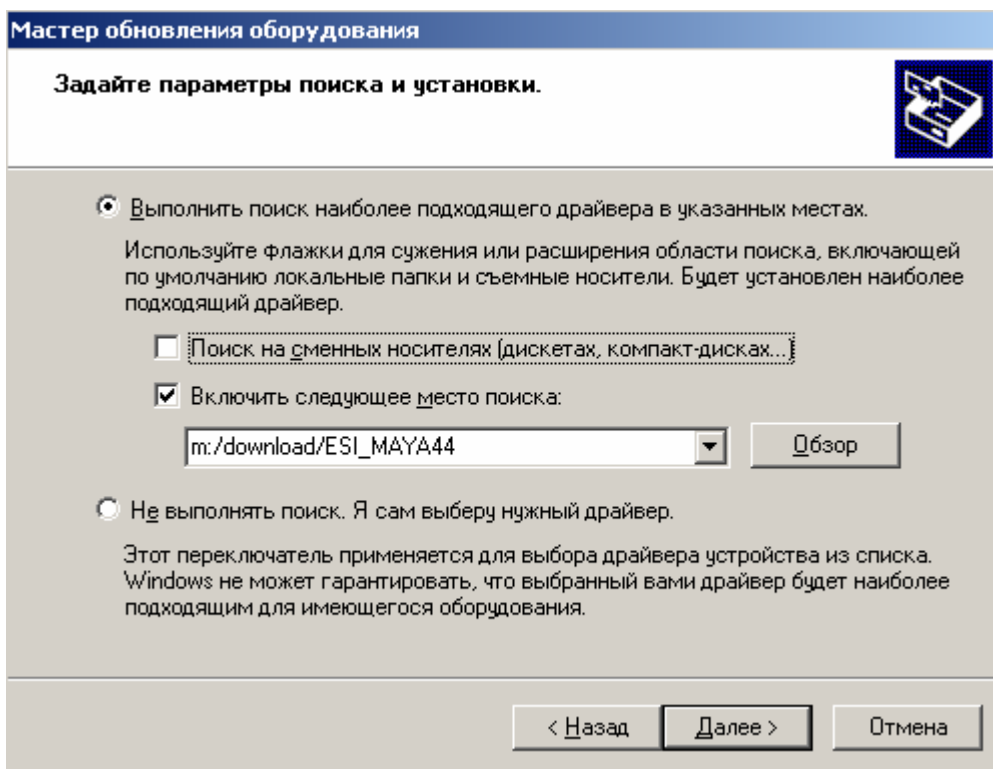 Мастер обновления оборудования
Задайте параметры поиска и установки.
Выполнить поиск наиболее подходящего драйвера в указанных местах.
Используйте флажки для сужения или расширения области поиска, включающей
по умолчанию локальные папки и съемные носители. Будет установлен наиболее
подходящий драйвер.
Поиск на сменных носителях (дискетах, компакт-дисках...)
Включить следующее место поиска:
m:/download/ESI_MAYA44
Обзор
Не выполнять поиск. Я сам выберу нужный драйвер.
Этот переключатель применяется для выбора драйвера устройства из списка.
Windows не может гарантировать, что выбранный вами драйвер будет наиболее
подходящим для имеющегося оборудования.
< Назад
Далее >
Отмена